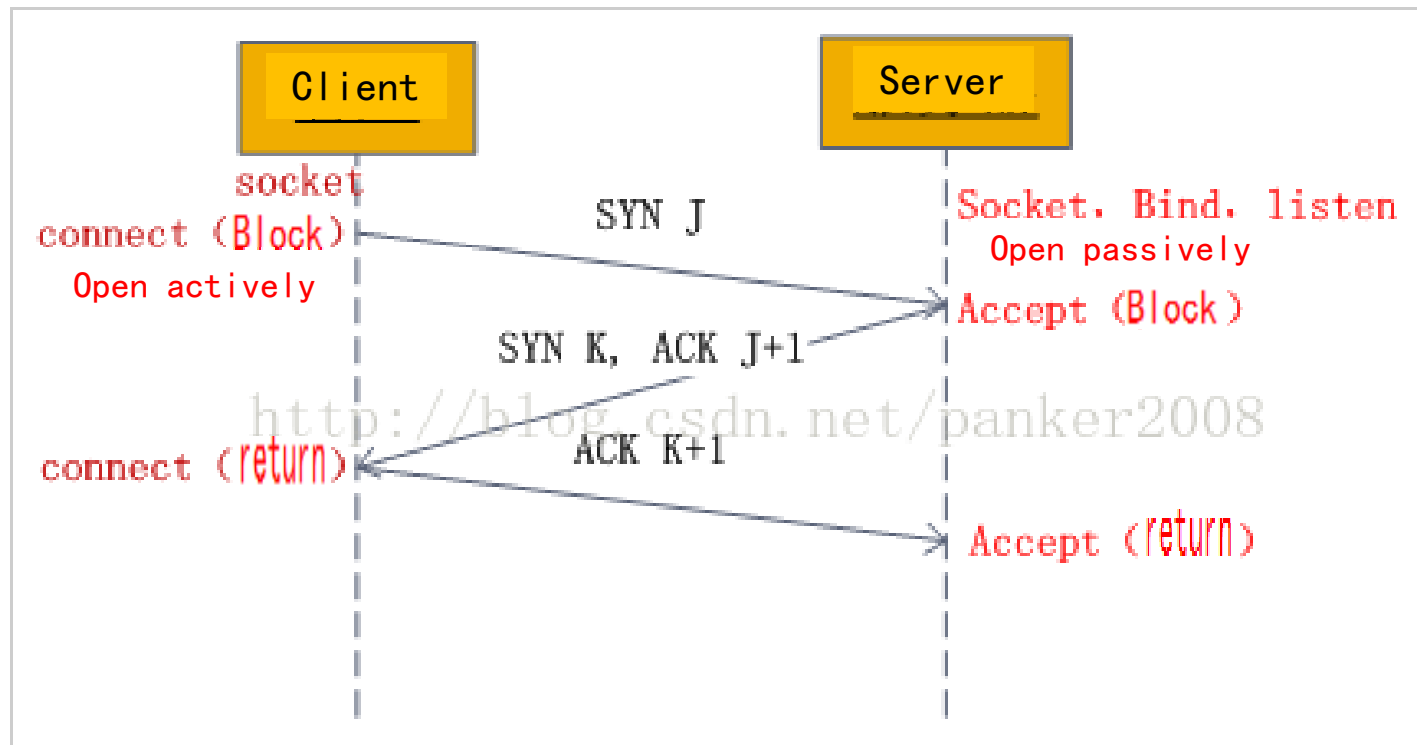 Client
Server
socket
connect (Block)
Open actively
SYN J
Socket. Bind. listen
Open passively
Accept (Block)
SYN K, ACK J+1
http://blog.csdn.net/panker2008
ACK K+1
connect (return)
Accept (return)